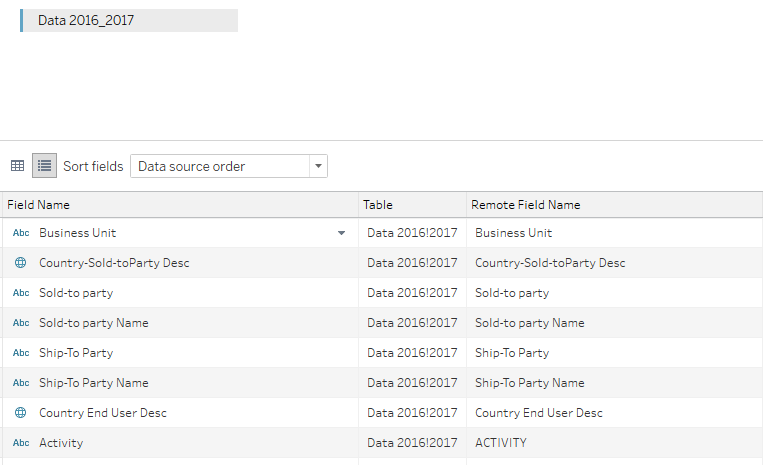 Data 2016_2017
Sort fields Data source order
Field Name Table Remote Field Name
Abc Business Unit Data 2016!2017 Business Unit
Country-Sold-toParty Desc Data 2016!2017 Country-Sold-toParty Desc
Abc Sold-to party Data 2016!2017 Sold-to party
Abc Sold-to party Name Data 2016!2017 Sold-to party Name
Abc Ship-To Party Data 2016!2017 Ship-To Party
Abc Ship-To Party Name Data 2016!2017 Ship-To Party Name
Country End User Desc Data 2016!2017 Country End User Desc
Abc Activity Data 2016!2017 ACTIVITY